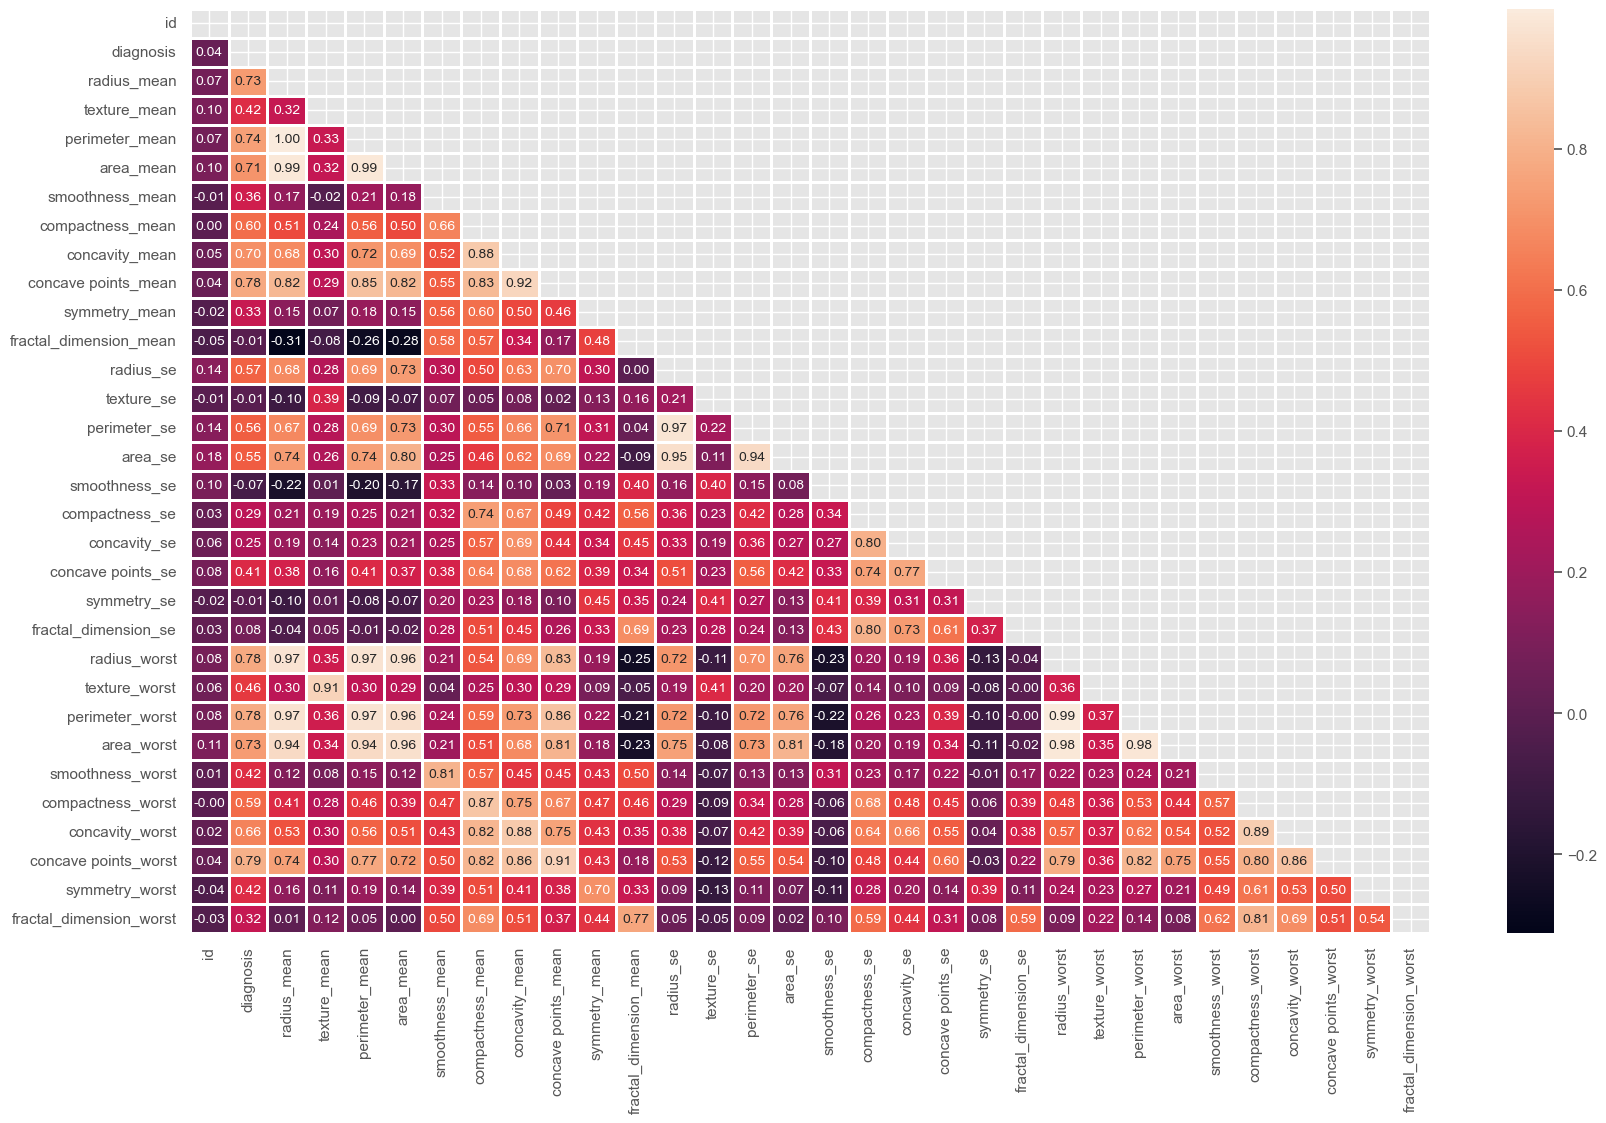 id
diagnosis 0.04
radius_mean 0.07 0.73
texture_mean 0.10 0.42 0.32
perimeter_mean 0.07 0.74 1.00 0.33
area_mean 0.10 0.71 0.99 0.32 0.99
smoothness_mean -0.01 0.36 0.17 -0.02 0.21 0.18
compactness_mean 0.00 0.60 0.51 0.24 0.56 0.50 0.66
concavity_mean 0.05 0.70 0.68 0.30 0.72 0.69 0.52 0.88
concave points_mean 0.04 0.78 0.82 0.29 0.85 0.82 0.55 0.83 0.92
symmetry_mean -0.02 0.33 0.15 0.07 0.18 0.15 0.56 0.60 0.50 0.46
fractal_dimension_mean -0.05 -0.01 -0.31 -0.08 -0.26 -0.28 0.58 0.57 0.34 0.17 0.48
radius_se 0.14 0.57 0.68 0.28 0.69 0.73 0.30 0.50 0.63 0.70 0.30 0.00
texture_se -0.01 -0.01 -0.10 0.39 -0.09 -0.07 0.07 0.05 0.08 0.02 0.13 0.16 0.21
perimeter_se 0.14 0.56 0.67 0.28 0.69 0.73 0.30 0.55 0.66 0.71 0.31 0.04 0.97 0.22
area_se 0.18 0.55 0.74 0.26 0.74 0.80 0.25 0.46 0.62 0.69 0.22 -0.09 0.95 0.11 0.94
smoothness_se 0.10 -0.07 -0.22 0.01 -0.20 -0.17 0.33 0.14 0.10 0.03 0.19 0.40 0.16 0.40 0.15 0.08
compactness_se 0.03 0.29 0.21 0.19 0.25 0.21 0.32 0.74 0.67 0.49 0.42 0.56 0.36 0.23 0.42 0.28 0.34
concavity_se 0.06 0.25 0.19 0.14 0.23 0.21 0.25 0.57 0.69 0.44 0.34 0.45 0.33 0.19 0.36 0.27 0.27 0.80
concave points_se 0.08 0.41 0.38 0.16 0.41 0.37 0.38 0.64 0.68 0.62 0.39 0.34 0.51 0.23 0.56 0.42 0.33 0.74 0.77
symmetry_se -0.02 -0.01 -0.10 0.01 -0.08 -0.07 0.20 0.23 0.18 0.10 0.45 0.35 0.24 0.41 0.27 0.13 0.41 0.39 0.31 0.31
fractal_dimension_se 0.03 0.08 -0.04 0.05 -0.01 -0.02 0.28 0.51 0.45 0.26 0.33 0.69 0.23 0.28 0.24 0.13 0.43 0.80 0.73 0.61 0.37
radius_worst 0.08 0.78 0.97 0.35 0.97 0.96 0.21 0.54 0.69 0.83 0.19 -0.25 0.72 -0.11 0.70 0.76 -0.23 0.20 0.19 0.36 -0.13 -0.04
texture_worst 0.06 0.46 0.30 0.91 0.30 0.29 0.04 0.25 0.30 0.29 0.09 -0.05 0.19 0.41 0.20 0.20 -0.07 0.14 0.10 0.09 -0.08 -0.00 0.36
perimeter_worst 0.08 0.78 0.97 0.36 0.97 0.96 0.24 0.59 0.73 0.86 0.22 -0.21 0.72 -0.10 0.72 0.76 -0.22 0.26 0.23 0.39 -0.10 -0.00 0.99 0.37
area_worst 0.11 0.73 0.94 0.34 0.94 0.96 0.21 0.51 0.68 0.81 0.18 -0.23 0.75 -0.08 0.73 0.81 -0.18 0.20 0.19 0.34 -0.11 -0.02 0.98 0.35 0.98
smoothness_worst 0.01 0.42 0.12 0.08 0.15 0.12 0.81 0.57 0.45 0.45 0.43 0.50 0.14 -0.07 0.13 0.13 0.31 0.23 0.17 0.22 -0.01 0.17 0.22 0.23 0.24 0.21
compactness_worst -0.00 0.59 0.41 0.28 0.46 0.39 0.47 0.87 0.75 0.67 0.47 0.46 0.29 -0.09 0.34 0.28 -0.06 0.68 0.48 0.45 0.06 0.39 0.48 0.36 0.53 0.44 0.57
concavity_worst 0.02 0.66 0.53 0.30 0.56 0.51 0.43 0.82 0.88 0.75 0.43 0.35 0.38 -0.07 0.42 0.39 -0.06 0.64 0.66 0.55 0.04 0.38 0.57 0.37 0.62 0.54 0.52 0.89
concave points_worst 0.04 0.79 0.74 0.30 0.77 0.72 0.50 0.82 0.86 0.91 0.43 0.18 0.53 -0.12 0.55 0.54 -0.10 0.48 0.44 0.60 -0.03 0.22 0.79 0.36 0.82 0.75 0.55 0.80 0.86
symmetry_worst -0.04 0.42 0.16 0.11 0.19 0.14 0.39 0.51 0.41 0.38 0.70 0.33 0.09 -0.13 0.11 0.07 -0.11 0.28 0.20 0.14 0.39 0.11 0.24 0.23 0.27 0.21 0.49 0.61 0.53 0.50
fractal_dimension_worst -0.03 0.32 0.01 0.12 0.05 0.00 0.50 0.69 0.51 0.37 0.44 0.77 0.05 -0.05 0.09 0.02 0.10 0.59 0.44 0.31 0.08 0.59 0.09 0.22 0.14 0.08 0.62 0.81 0.69 0.51 0.54
id
diagnosis
radius_mean
texture_mean
perimeter_mean
area_mean
smoothness_mean
compactness_mean
concavity_mean
concave points_mean
symmetry_mean
fractal_dimension_mean
radius_se
texture_se
perimeter_se
area_se
smoothness_se
compactness_se
concavity_se
concave points_se
symmetry_se
fractal_dimension_se
radius_worst
texture_worst
perimeter_worst
area_worst
smoothness_worst
compactness_worst
concavity_worst
concave points_worst
symmetry_worst
fractal_dimension_worst
0.8
0.6
0.4
0.2
0.0
−0.2